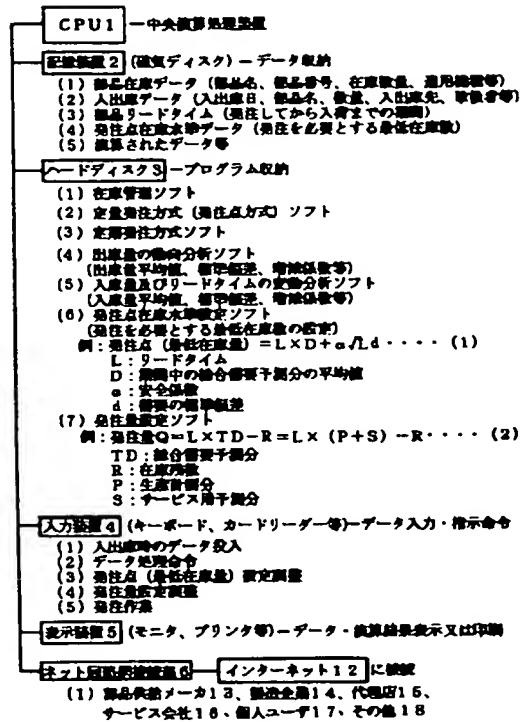 CPU1 ー中央演算処理装置
記憶装置2 (磁気ディスク)ーデータ収納
(1) 部品在庫データ (部品名、部品番号、在庫数量、適用機種等)
(2) 入出庫データ (入出庫日、部品名、数量、入出庫先、取扱者等)
(3) 部品リードタイム (発注してから入荷までの期間)
(4) 発注点在庫水準データ (発注を必要とする最低在庫数)
(5) 演算されたデータ等
ハードディスク3 ープログラム収納
(1) 在庫管理ソフト
(2) 定量発注方式 (発注点方式) ソフト
(3) 定期発注方式ソフト
(4) 出庫量の動向分析ソフト
(出庫量平均値、標準偏差、増減係数等)
(5) 入庫量及びリードタイムの変動分析ソフト
(入庫量平均値、標準偏差、増減係数等)
(6) 発注点在庫水準設定ソフト
(発注を必要とする最低在庫数の設定)
例:発注点 (最低在庫量) =L×D+α√Ld・・・・ (1)
L:リードタイム
D:期間中の総合需要予測分の平均値
α:安全係数
d:需要の標準偏差
(7) 発注量設定ソフト
例:発注量Q=L×TD-R=L× (P+S) -R・・・・ (2)
TD:総合需要予測分
R:在庫残数
P:生産計画分
S:サービス用予測分
入力装置4 (キーボード、カードリーダー等)ーデータ入力・指示命令
(1) 入出庫時のデータ投入
(2) データ処理命令
(3) 発注点 (最低在庫量) 設定調整
(4) 発注量設定調整
(5) 発注作業
表示装置5 (モニタ、プリンタ等)ーデータ・演算結果表示又は印刷
ネット回路接続器6 インターネット12 に接続
(1) 部品供給メーカ13、製造企業14、代理店15、
サービス会社16、個人ユーザ17、その他18